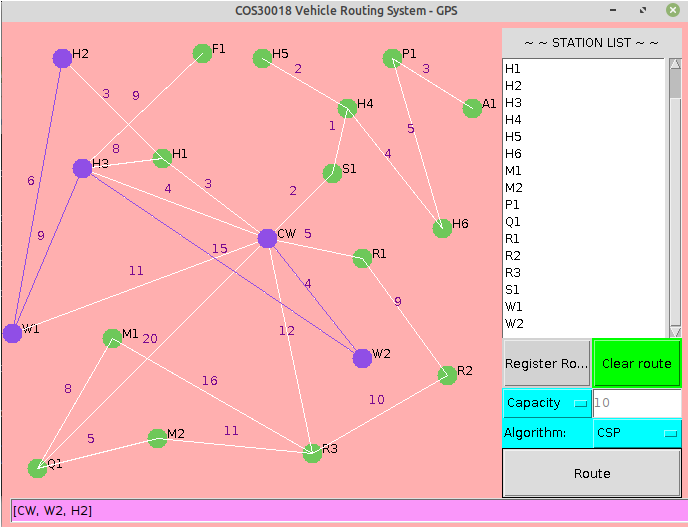 COS30018 Vehicle Routing System - GPS
~ ~ STATION LIST ~ ~
H2
F1
H5
P1
2
3
3
9
A1
H4
1
5
8
H3
H1
4
S1
6
4
3
2
9
5
CW
H6
15
R1
11
4
9
W1
M1
20
12
W2
8
16
R2
10
5
M2
11
R3
Q1
H1
H2
H3
H4
H5
H6
M1
M2
P1
Q1
R1
R2
R3
S1
W1
W2
Register Ro...
Clear route
Capacity
10
Algorithm:
CSP
Route
[CW, W2, H2]